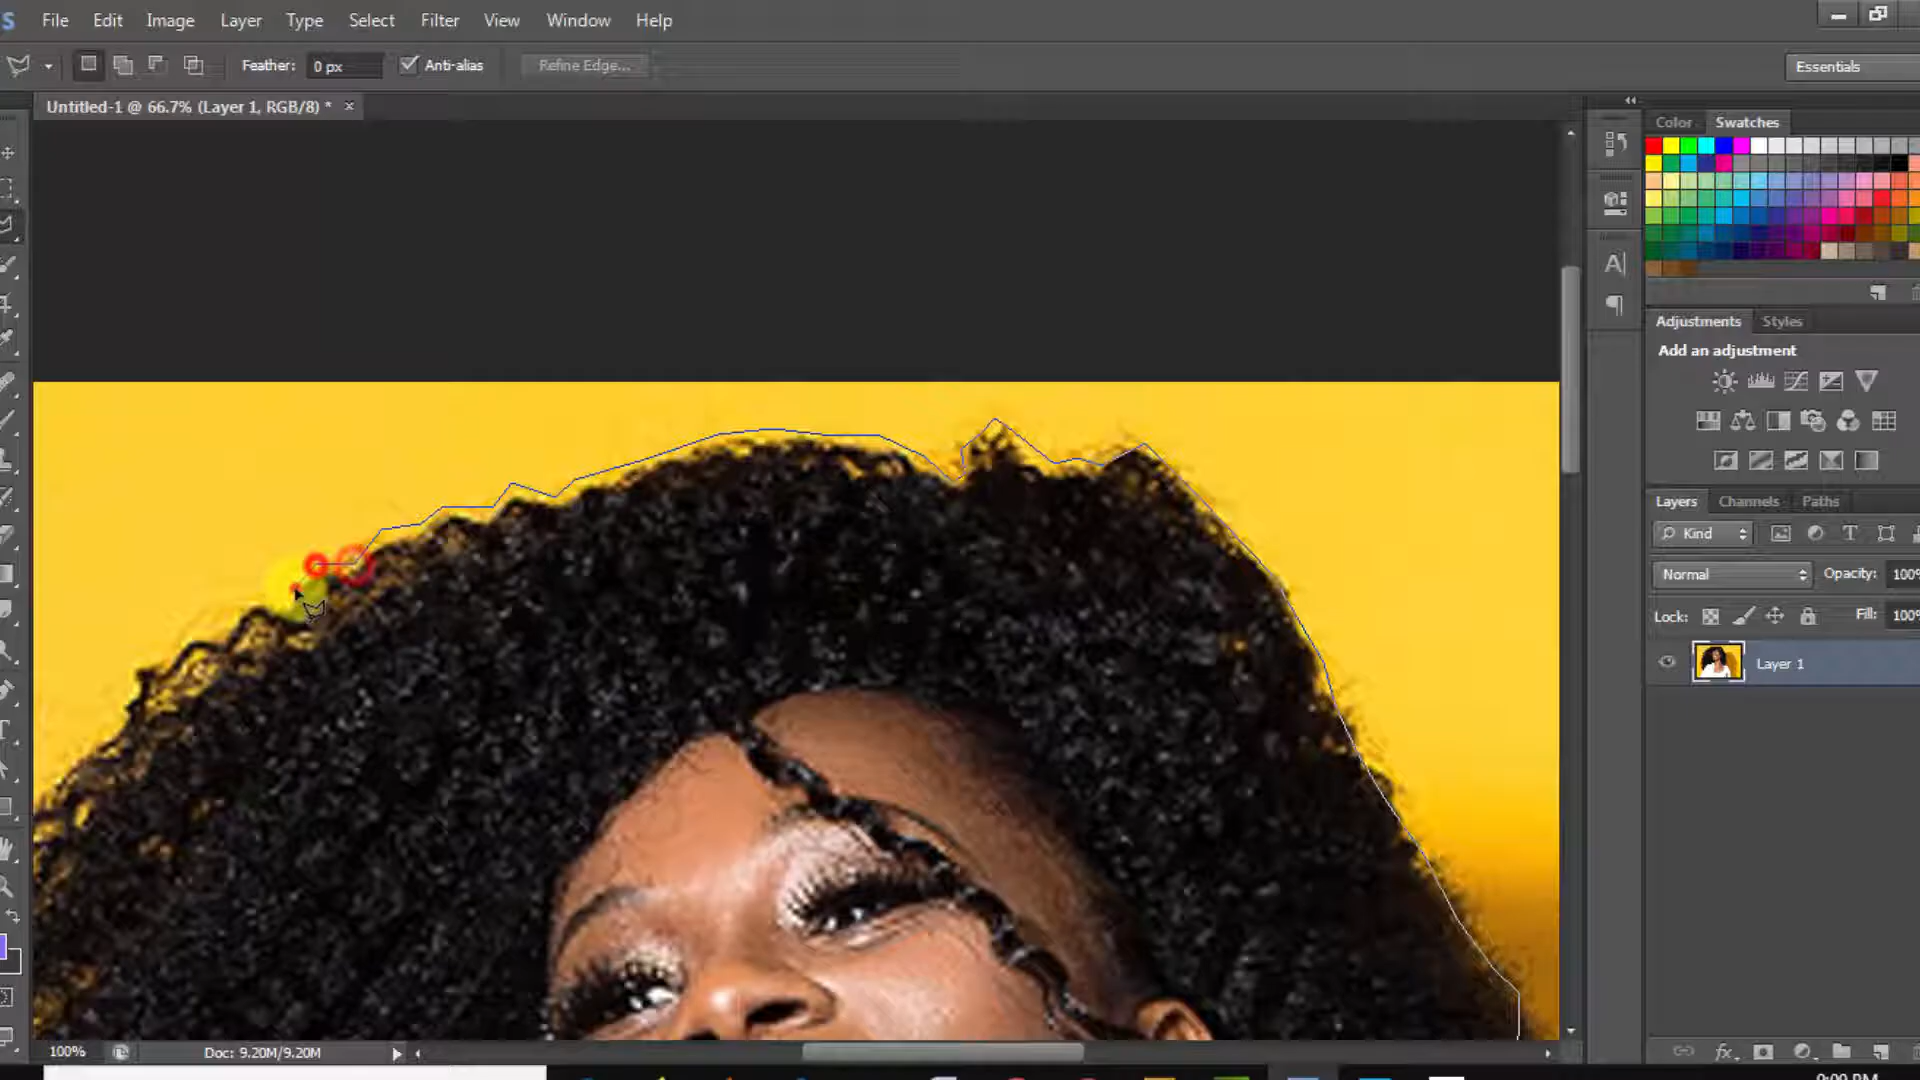 S File Edit Image Layer Type Select Filter View Window Help
Feather: 0 px Anti-alias Refine Edge... Essentials
Untitled-1 @ 66.7% (Layer 1, RGB/8) * ×
Color Swatches
Adjustments Styles
Add an adjustment
Layers Channels Paths
Kind
Normal Opacity: 100%
Lock: Fill: 100%
Layer 1
100% Doc: 9.20M/9.20M